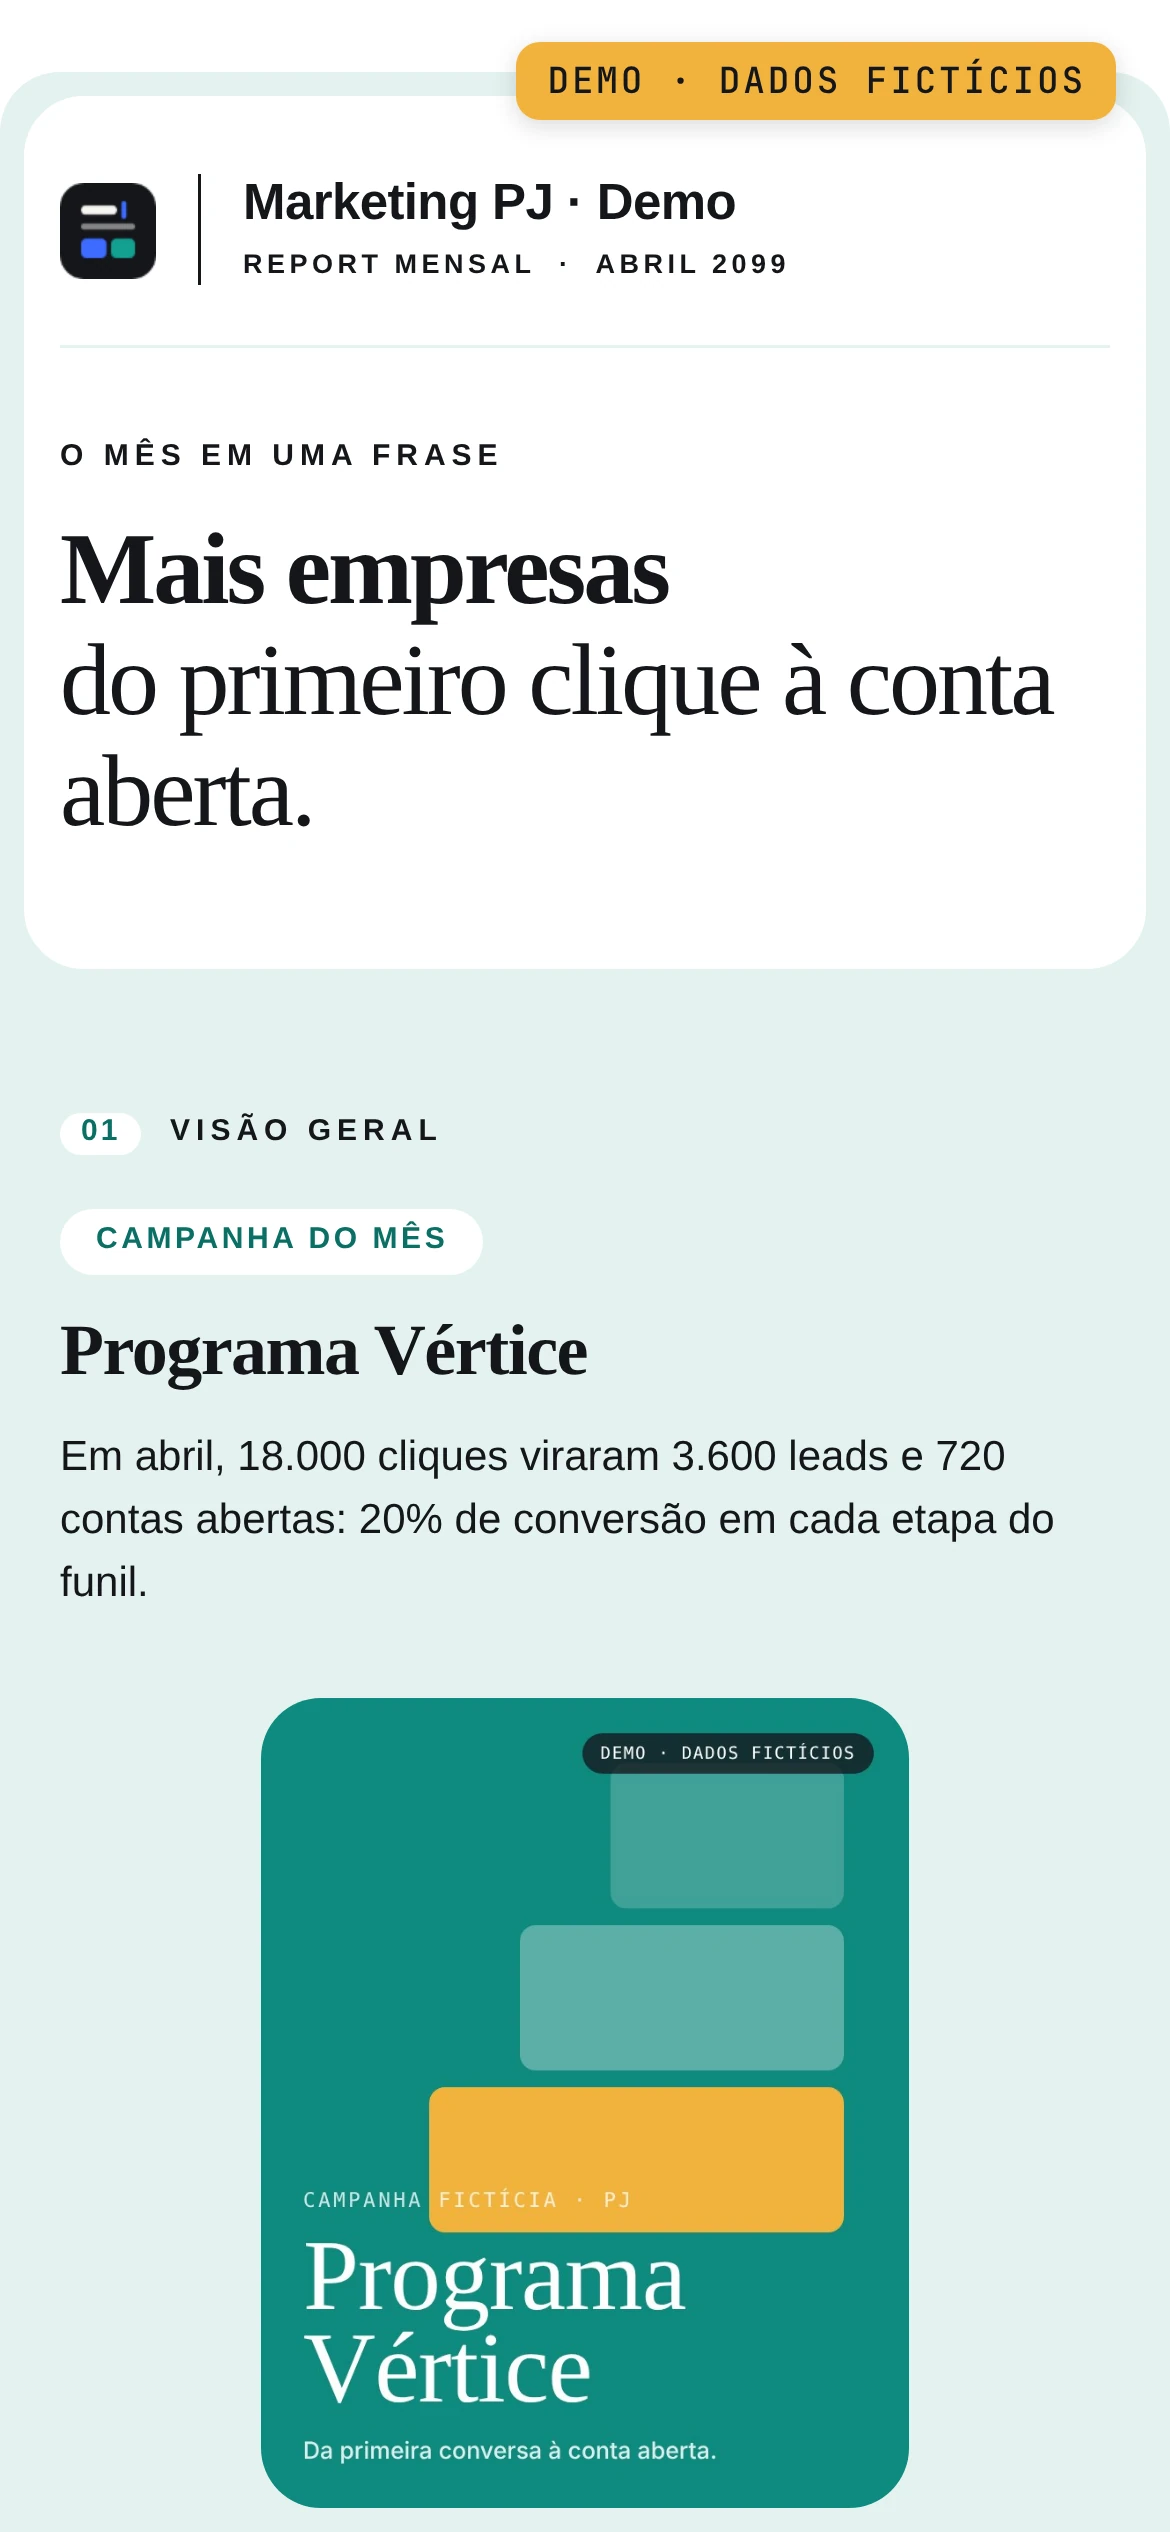 DEMO · DADOS FICTÍCIOS
Marketing PJ · Demo
REPORT MENSAL · ABRIL 2099
O MÊS EM UMA FRASE
Mais empresas
do primeiro clique à conta
aberta.
01 VISÃO GERAL
CAMPANHA DO MÊS
Programa Vértice
Em abril, 18.000 cliques viraram 3.600 leads e 720
contas abertas: 20% de conversão em cada etapa do
funil.
DEMO · DADOS FICTÍCIOS
CAMPANHA FICTÍCIA · PJ
Programa
Vértice
Da primeira conversa à conta aberta.